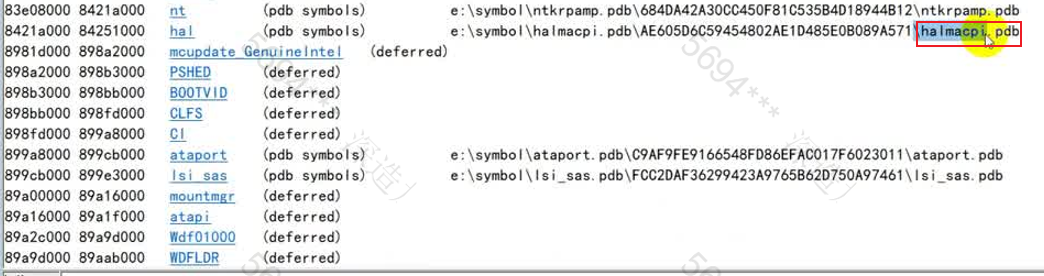 83e08000 8421a000 nt (pdb symbols) e:\symbol\ntkrpamp.pdb\684DA42A30CC450F81C535B4D18944B12\ntkrpamp.pdb
8421a000 84251000 hal (pdb symbols) e:\symbol\halmacpi.pdb\AE605D6C59454802AE1D485E0B089A571\halmacpi.pdb
8981d000 898a2000 mcupdate_GenuineIntel (deferred)
898a2000 898b3000 PSHED (deferred)
898b3000 898bb000 BOOTVID (deferred)
898bb000 898fd000 CLFS (deferred)
898fd000 899a8000 CI (deferred)
899a8000 899cb000 ataport (pdb symbols) e:\symbol\ataport.pdb\C9AF9FE9166548FD86EFAC017F6023011\ataport.pdb
899cb000 899e3000 lsi_sas (pdb symbols) e:\symbol\lsi_sas.pdb\FCC2DAF36299423A9765B62D750A97461\lsi_sas.pdb
89a00000 89a16000 mountmgr (deferred)
89a16000 89a1f000 atapi (deferred)
89a2c000 89a9d000 Wdf01000 (deferred)
89a9d000 89aab000 WDFLDR (deferred)